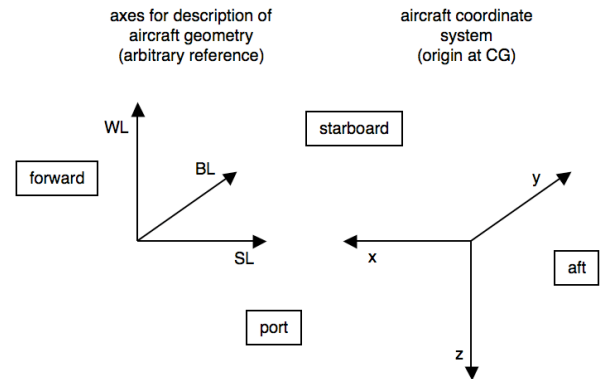 axes for description of
aircraft geometry
(arbitrary reference)
aircraft coordinate
system
(origin at CG)
WL
starboard
forward
BL
y
SL
x
aft
port
z